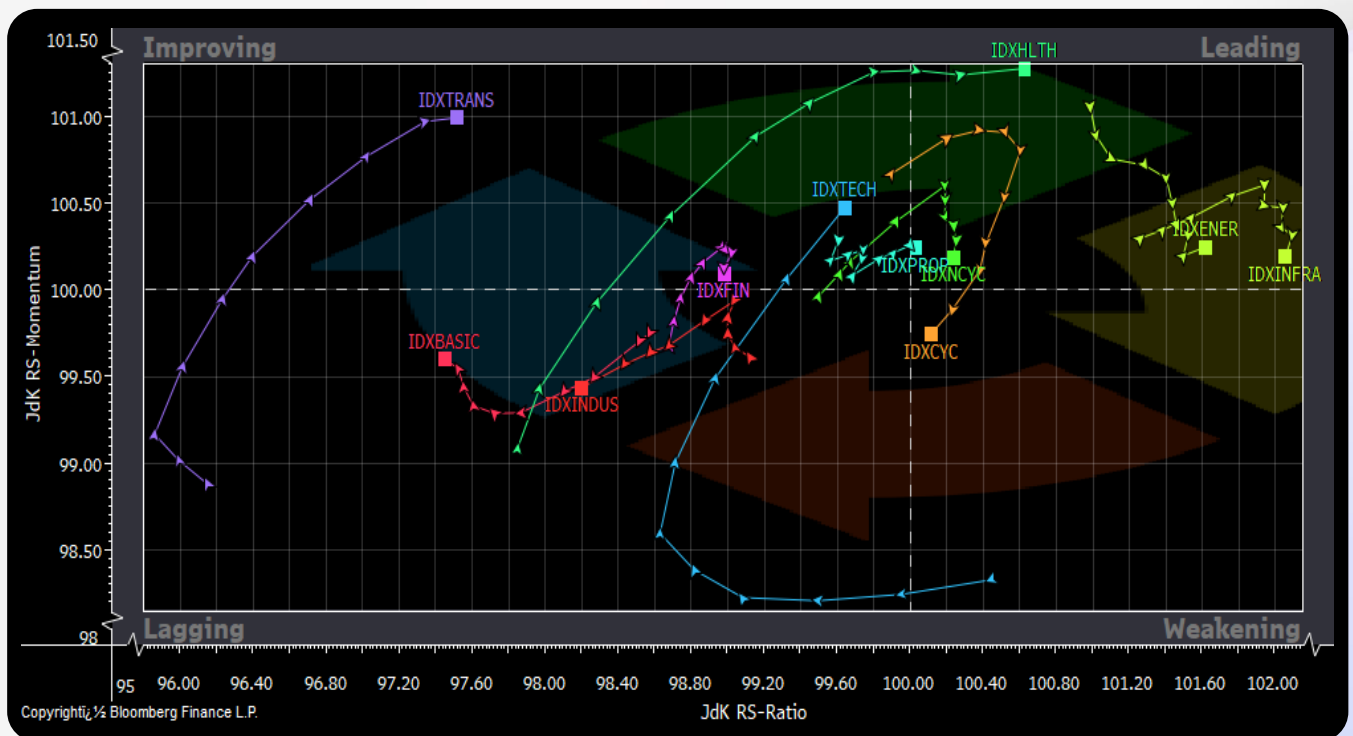 Improving
Leading
IDXHLTH
IDXTRANS
IDXTECH
IDXENER
IDXPROP
IDXNCYC
IDXINFRA
IDXFIN
IDXBASIC
IDXCYC
IDXINDUS
Lagging
Weakening
101.50
101.00
100.50
100.00
99.50
99.00
98.50
98
JdK RS-Momentum
95 96.00 96.40 96.80 97.20 97.60 98.00 98.40 98.80 99.20 99.60 100.00 100.40 100.80 101.20 101.60 102.00
JdK RS-Ratio
Copyrightï¿½ Bloomberg Finance L.P.